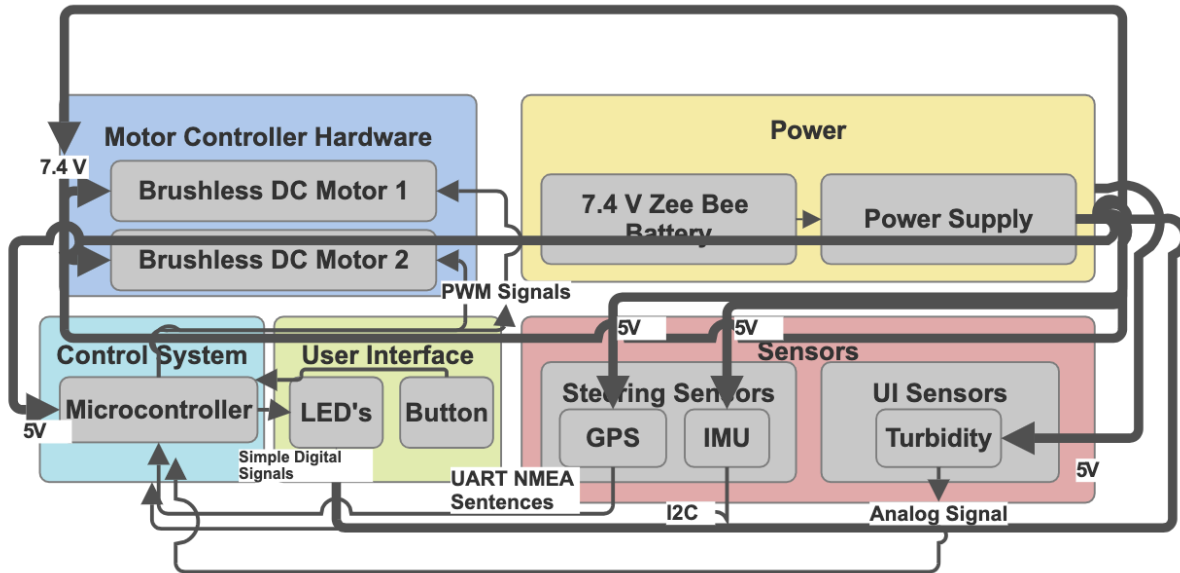 Motor Controller Hardware
7.4 V
Brushless DC Motor 1
Brushless DC Motor 2
PWM Signals
Power
7.4 V Zee Bee
Battery
Power Supply
Control System
Microcontroller
5V
User Interface
LED's
Button
Simple Digital
Signals
Sensors
5V
5V
Steering Sensors
GPS
IMU
UI Sensors
Turbidity
5V
UART NMEA
Sentences
I2C
Analog Signal